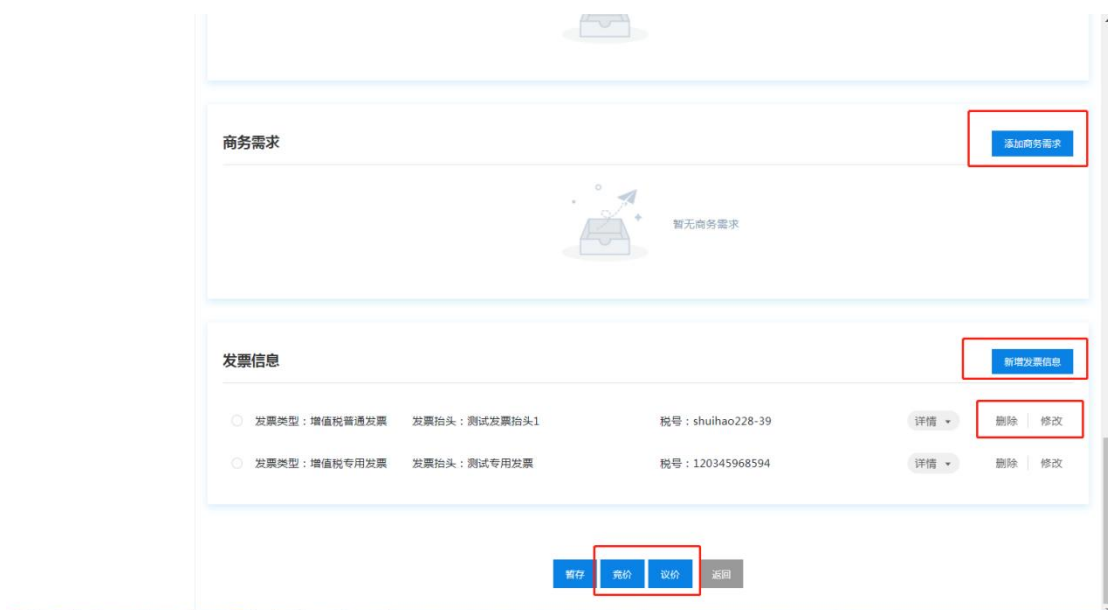 商务需求 添加商务需求
暂无商务需求
发票信息 新增发票信息
发票类型：增值税普通发票 发票抬头：测试发票抬头1 税号：shuihao228-39 详情 删除 修改
发票类型：增值税专用发票 发票抬头：测试专用发票 税号：120345968594 详情 删除 修改
暂存 竞价 议价 返回